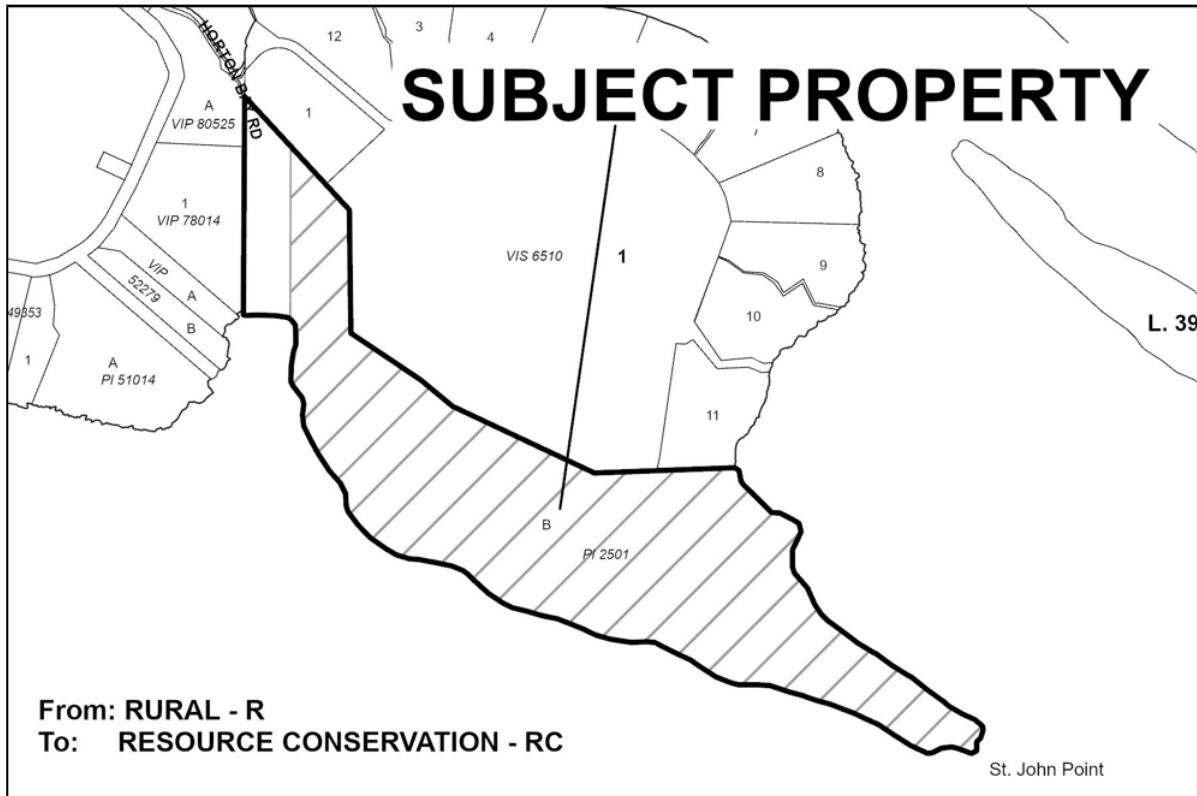 12
3
4
HORTON BAY RD
SUBJECT PROPERTY
A
VIP 80525
1
1
VIP 78014
8
VIS 6510
1
9
VIP
52279
A
B
10
L. 39
49353
1
A
PI 51014
11
B
PI 2501
From: RURAL - R
To: RESOURCE CONSERVATION - RC
St. John Point